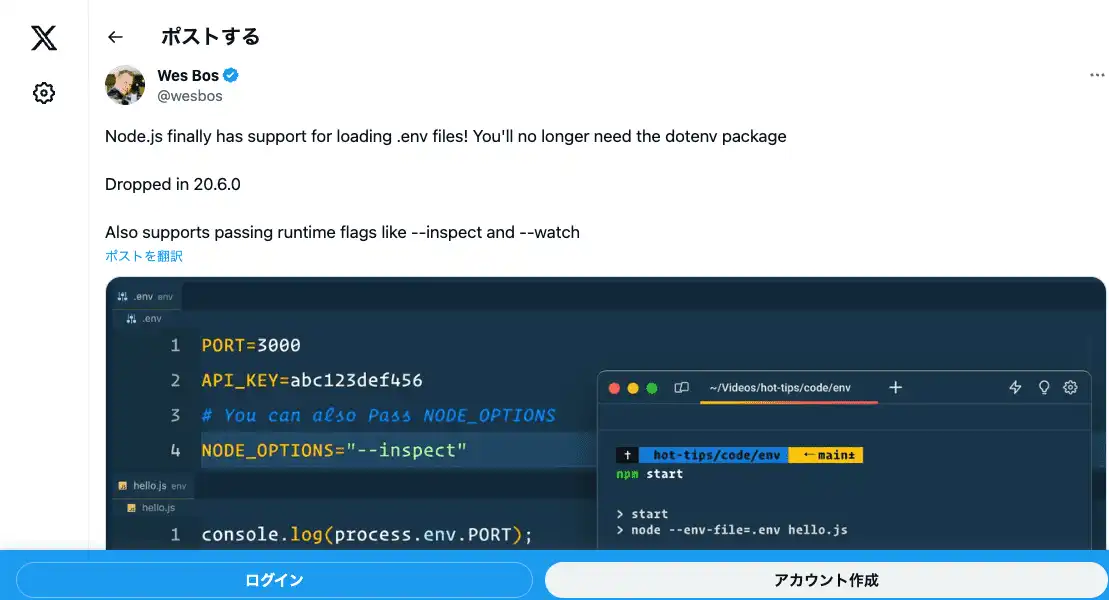 ポストする
Wes Bos
@wesbos
Node.js finally has support for loading .env files! You'll no longer need the dotenv package
Dropped in 20.6.0
Also supports passing runtime flags like --inspect and --watch
ポストを翻訳
.env env
.env
1 PORT=3000
2 API_KEY=abc123def456
3 # You can also Pass NODE_OPTIONS
4 NODE_OPTIONS="--inspect"
hello.js env
hello.js
1 console.log(process.env.PORT);
~/Videos/hot-tips/code/env
hot-tips/code/env ←main±
npm start
> start
> node --env-file=.env hello.js
ログイン
アカウント作成